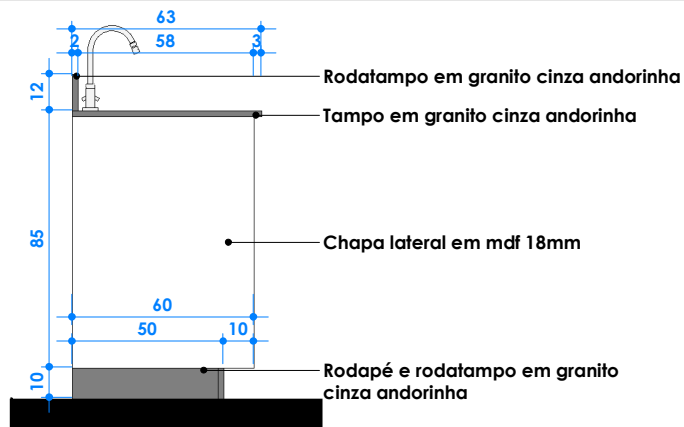 63
2 58 3
12
Rodatampo em granito cinza andorinha
Tampo em granito cinza andorinha
85
Chapa lateral em mdf 18mm
60
50 10
10
Rodapé e rodatampo em granito
cinza andorinha